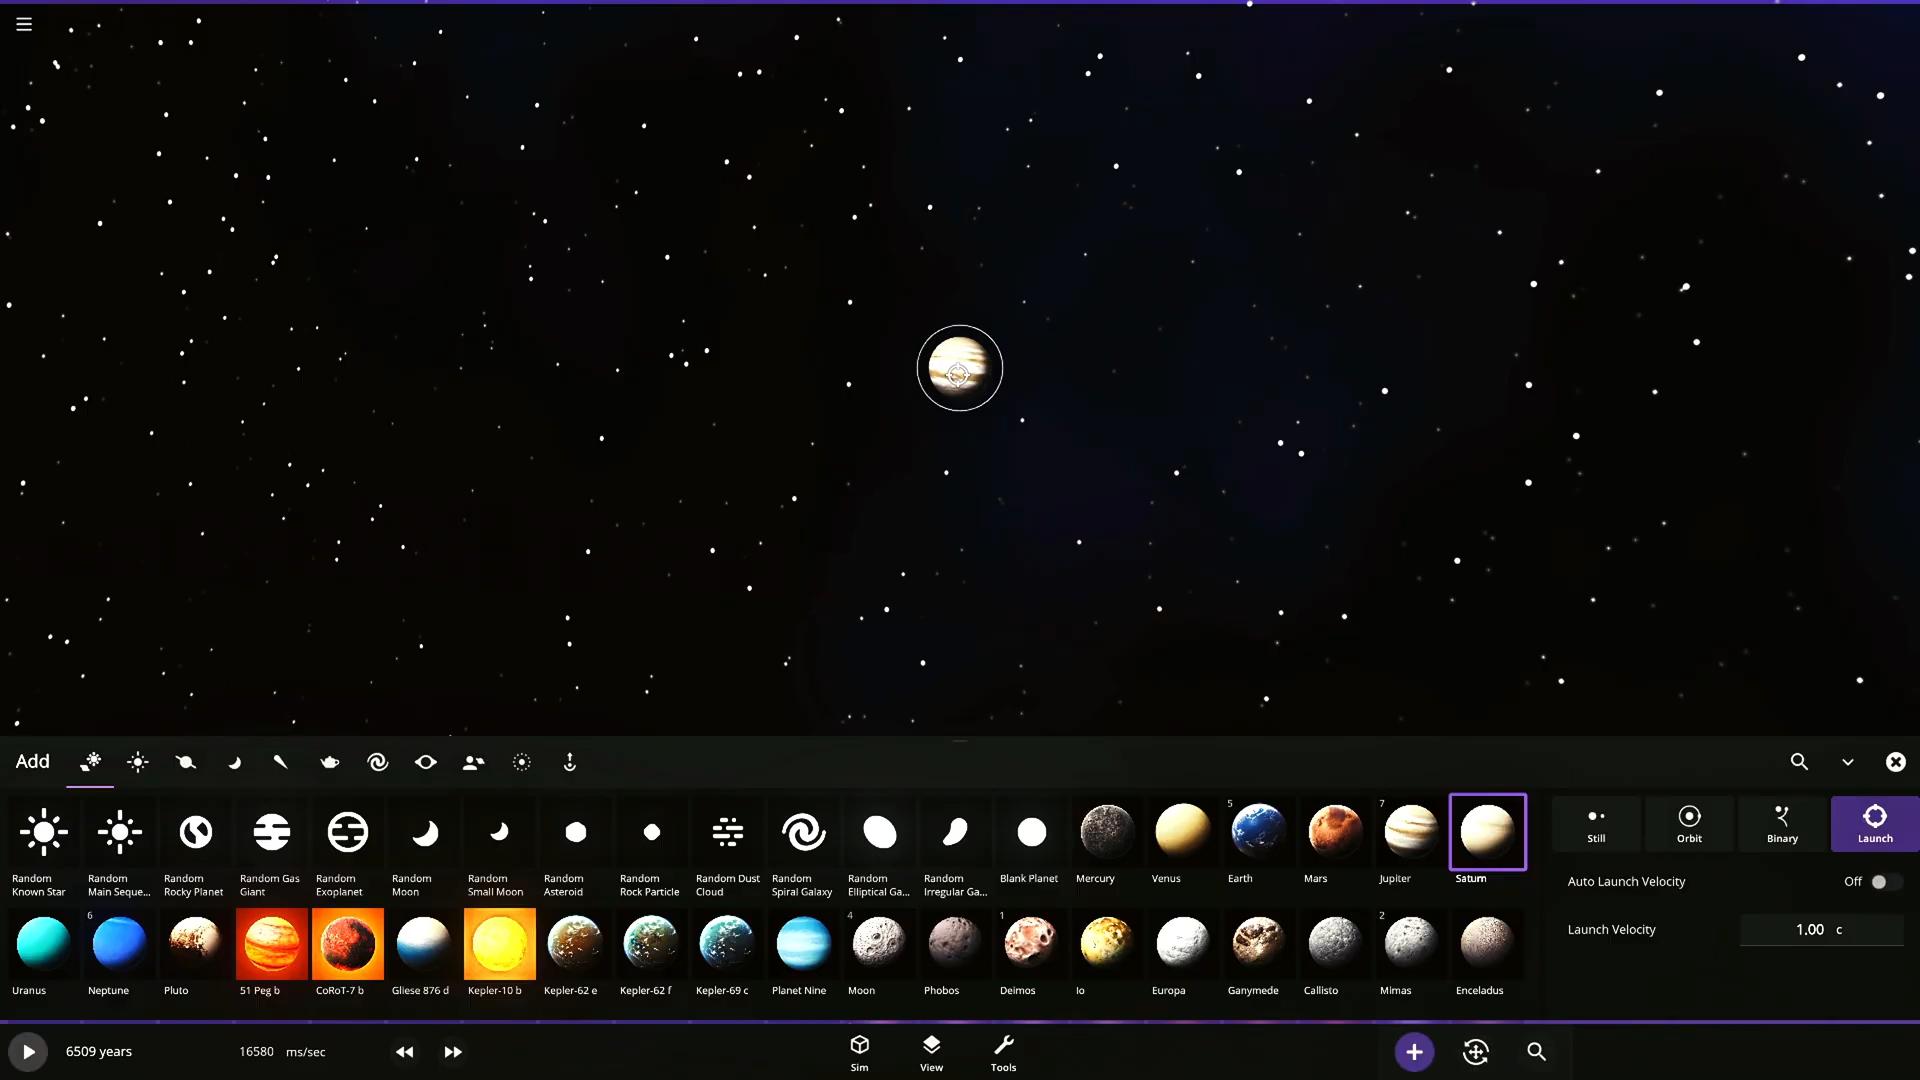 Add
Random
Known Star
Random
Main Seque...
Random
Rocky Planet
Random Gas
Giant
Random
Exoplanet
Random
Moon
Random
Small Moon
Random
Asteroid
Random
Rock Particle
Random Dust
Cloud
Random
Spiral Galaxy
Random
Elliptical Ga...
Random
Irregular Ga...
Blank Planet
Mercury
Venus
5
Earth
Mars
7
Jupiter
Saturn
Uranus
6
Neptune
Pluto
51 Peg b
CoRoT-7 b
Gliese 876 d
Kepler-10 b
Kepler-62 e
Kepler-62 f
Kepler-69 c
Planet Nine
4
Moon
Phobos
1
Deimos
Io
Europa
Ganymede
Callisto
2
Mimas
Enceladus
Still
Orbit
Binary
Launch
Auto Launch Velocity Off
Launch Velocity 1.00 c
6509 years 16580 ms/sec
Sim
View
Tools